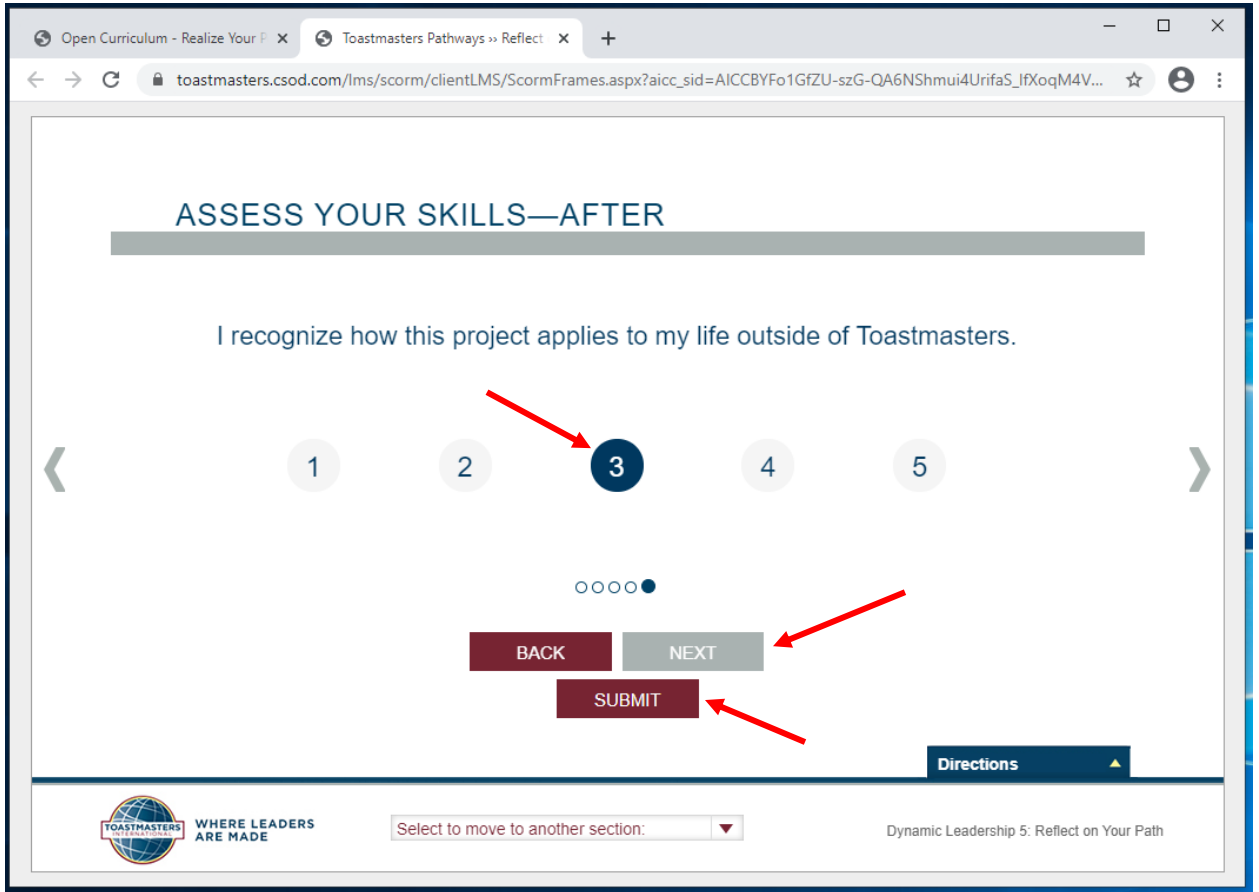 Open Curriculum - Realize Your P
Toastmasters Pathways ›› Reflect
toastmasters.csod.com/lms/scorm/clientLMS/ScormFrames.aspx?aicc_sid=AICCBYFo1GfZU-szG-QA6NShmui4UrifaS_IfXoqM4V...
ASSESS YOUR SKILLS—AFTER
I recognize how this project applies to my life outside of Toastmasters.
1 2 3 4 5
BACK NEXT
SUBMIT
Directions
TOASTMASTERS
INTERNATIONAL
WHERE LEADERS
ARE MADE
Select to move to another section:
Dynamic Leadership 5: Reflect on Your Path